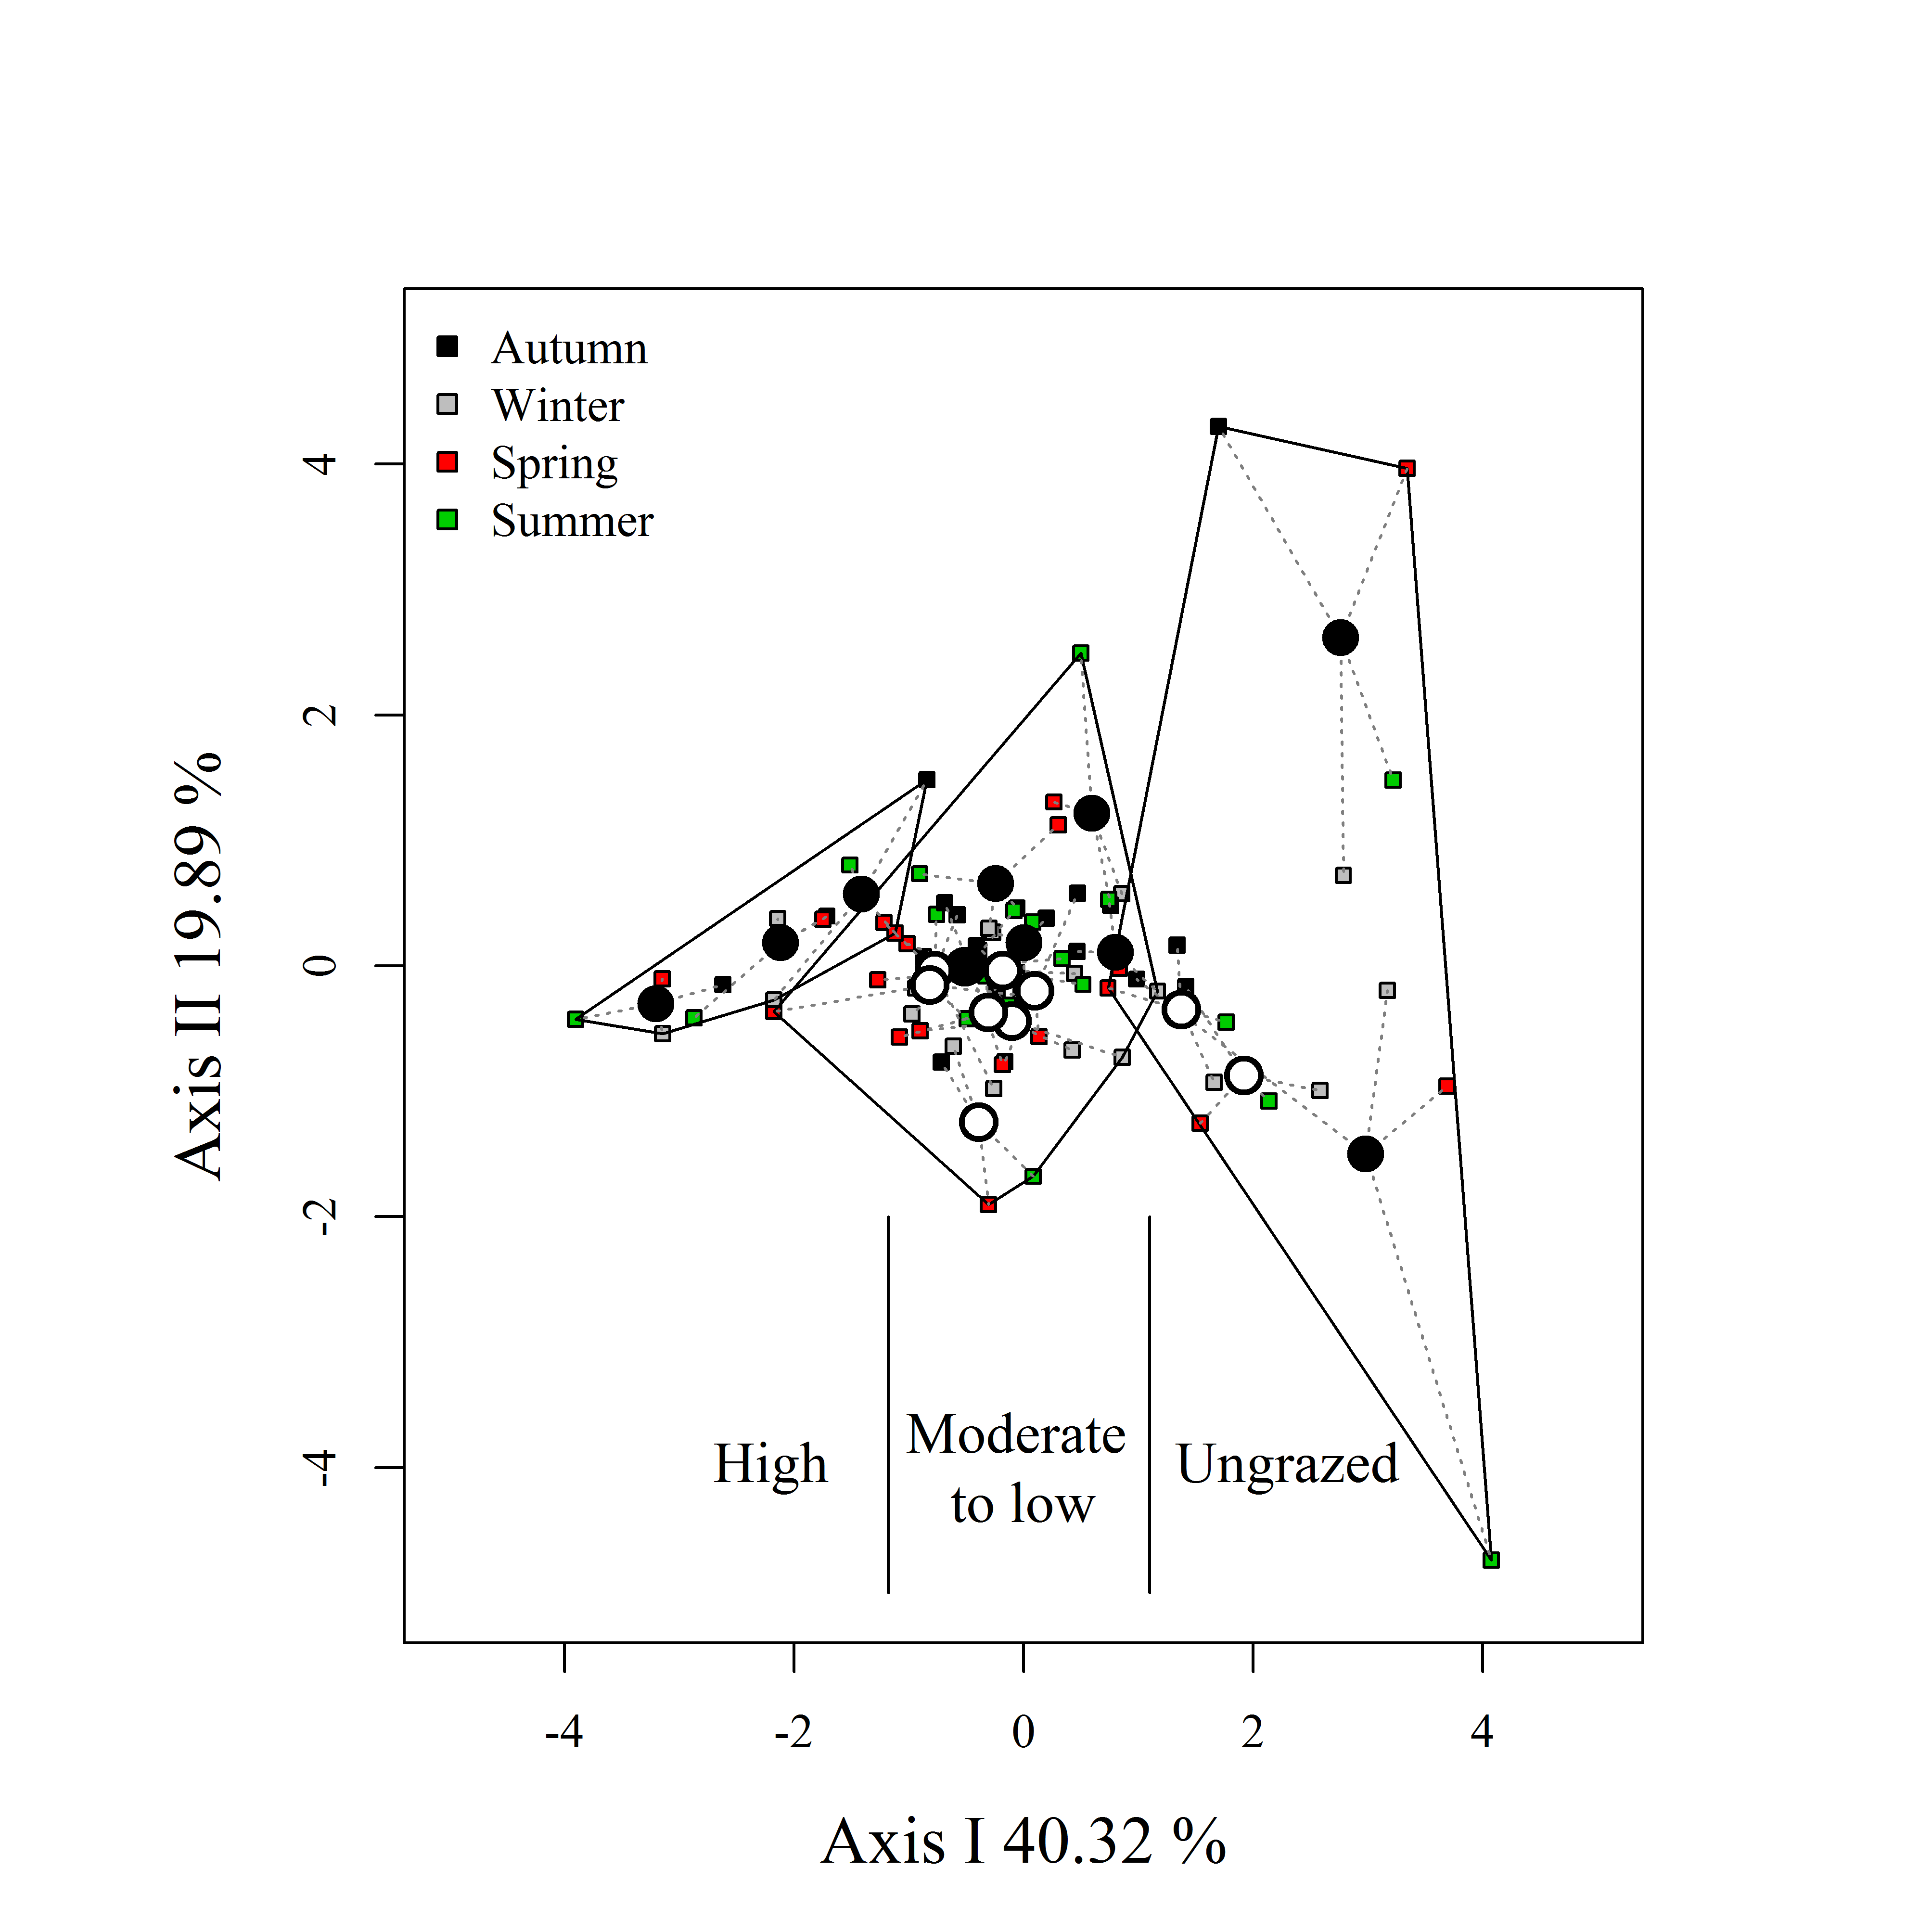 Autumn
Winter
Spring
Summer
4
2
0
-2
-4
Axis II 19.89 %
High
Moderate
to low
Ungrazed
-4
-2
0
2
4
Axis I 40.32 %